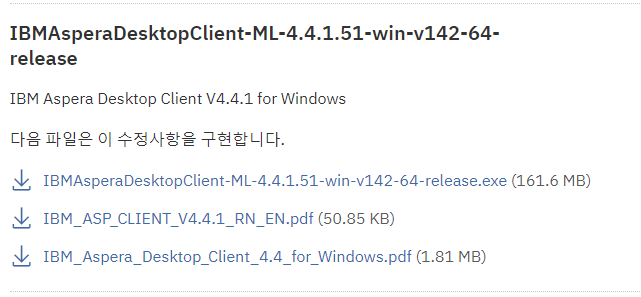 IBMAsperaDesktopClient-ML-4.4.1.51-win-v142-64-
release
IBM Aspera Desktop Client V4.4.1 for Windows
다음 파일은 이 수정사항을 구현합니다.
IBMAsperaDesktopClient-ML-4.4.1.51-win-v142-64-release.exe (161.6 MB)
IBM_ASP_CLIENT_V4.4.1_RN_EN.pdf (50.85 KB)
IBM_Aspera_Desktop_Client_4.4_for_Windows.pdf (1.81 MB)